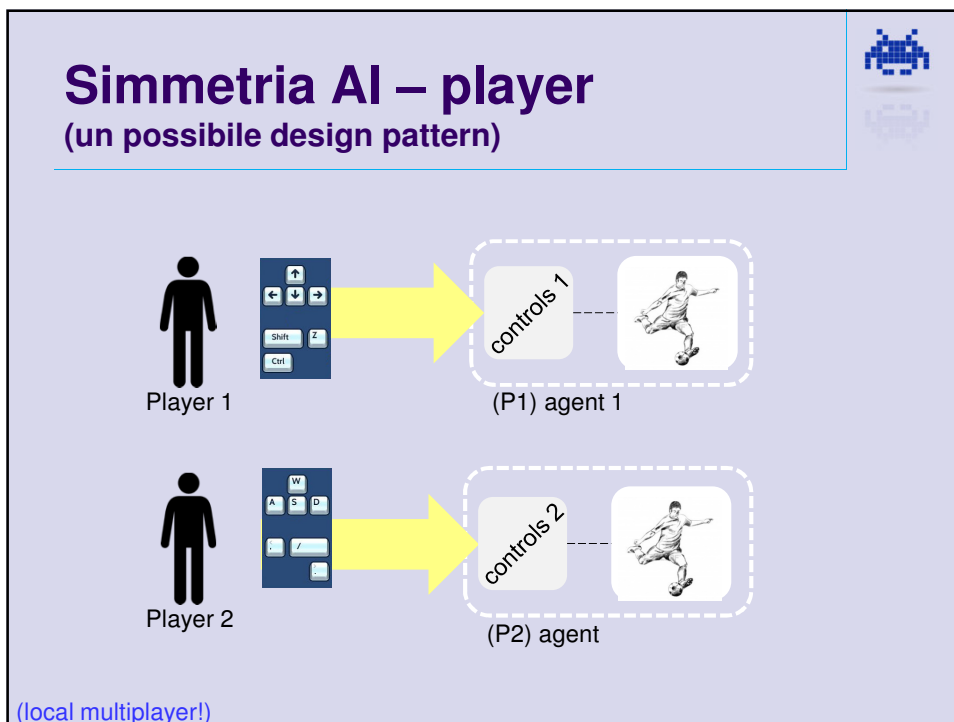 Simmetria AI – player
(un possibile design pattern)
↑
← ↓ →
Shift Z
Ctrl
controls 1
Player 1
(P1) agent 1
W
A S D
/
controls 2
Player 2
(P2) agent
(local multiplayer!)